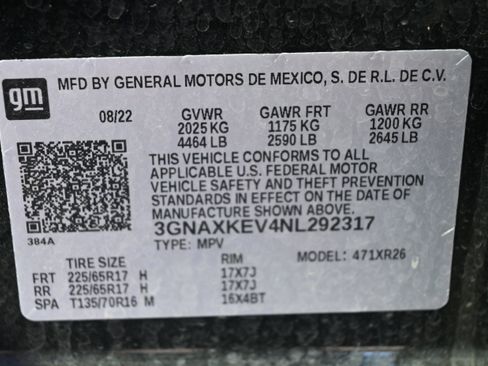 gm
MFD BY GENERAL MOTORS DE MEXICO, S. DE R.L. DE C.V.
08/22 GVWR GAWR FRT GAWR RR
2025 KG 1175 KG 1200 KG
4464 LB 2590 LB 2645 LB
THIS VEHICLE CONFORMS TO ALL
APPLICABLE U.S. FEDERAL MOTOR
VEHICLE SAFETY AND THEFT PREVENTION
STANDARDS IN EFFECT ON THE DATE OF
MANUFACTURE SHOWN ABOVE.
3GNAXKEV4NL292317
384A
TYPE: MPV MODEL: 471XR26
TIRE SIZE RIM
FRT 225/65R17 H 17X7J
RR 225/65R17 H 17X7J
SPA T135/70R16 M 16X4BT